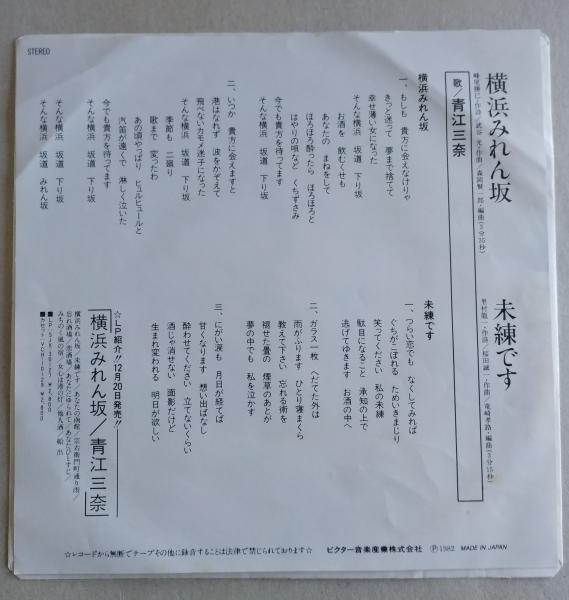 STEREO
横浜みれん坂
歌/青江三奈
未練です
横浜みれん坂
一、もしも 貴方に会えなけりゃ
きっと迷って 夢まで捨てて
幸せ薄い女になった
そんな横浜 坂道 下り坂
お酒を 飲むくせも
あなたの まねをして
ほろほろ酔ったら ほろほろと
はやりの唄など くちずさみ
今でも貴方を待ってます
そんな横浜 坂道 下り坂
二、いつか 貴方に会えますと
港はなれず 波をかぞえて
飛べないカモメ迷子になった
そんな横浜 坂道 下り坂
季節も 二廻り
歌まで 変ったわ
あの頃やっぱり ヒュルヒュールと
汽笛が遠くで 淋しく泣いた
今でも貴方を待ってます
そんな横浜 坂道 下り坂
そんな横浜 坂道 下り坂
そんな横浜 坂道 みれん坂
未練です
一、つらい恋でも なくしてみれば
ぐちがこぼれる ためいきまじり
笑ってください 私の未練
駄目になること 承知の上で
逃げてゆきます お酒の中へ
二、ガラス一枚 へだてた外は
雨がふります ひとり寝まくら
教えて下さい 忘れる術を
褪せた畳の 煙草のあとが
夢の中でも 私を泣かす
三、にがい涙も 月日が経てば
甘くなります 想い出ばなし
酔わせてください 立てないくらい
酒じゃ消せない 面影だけど
生まれ変われる 明日が欲しい
☆LP紹介!!12月20日発売!!
横浜みれん坂/青江三奈
☆レコードから無断でテープその他に録音することは法律で禁じられております☆
ビクター音楽産業株式会社 Ⓟ1982 MADE IN JAPAN